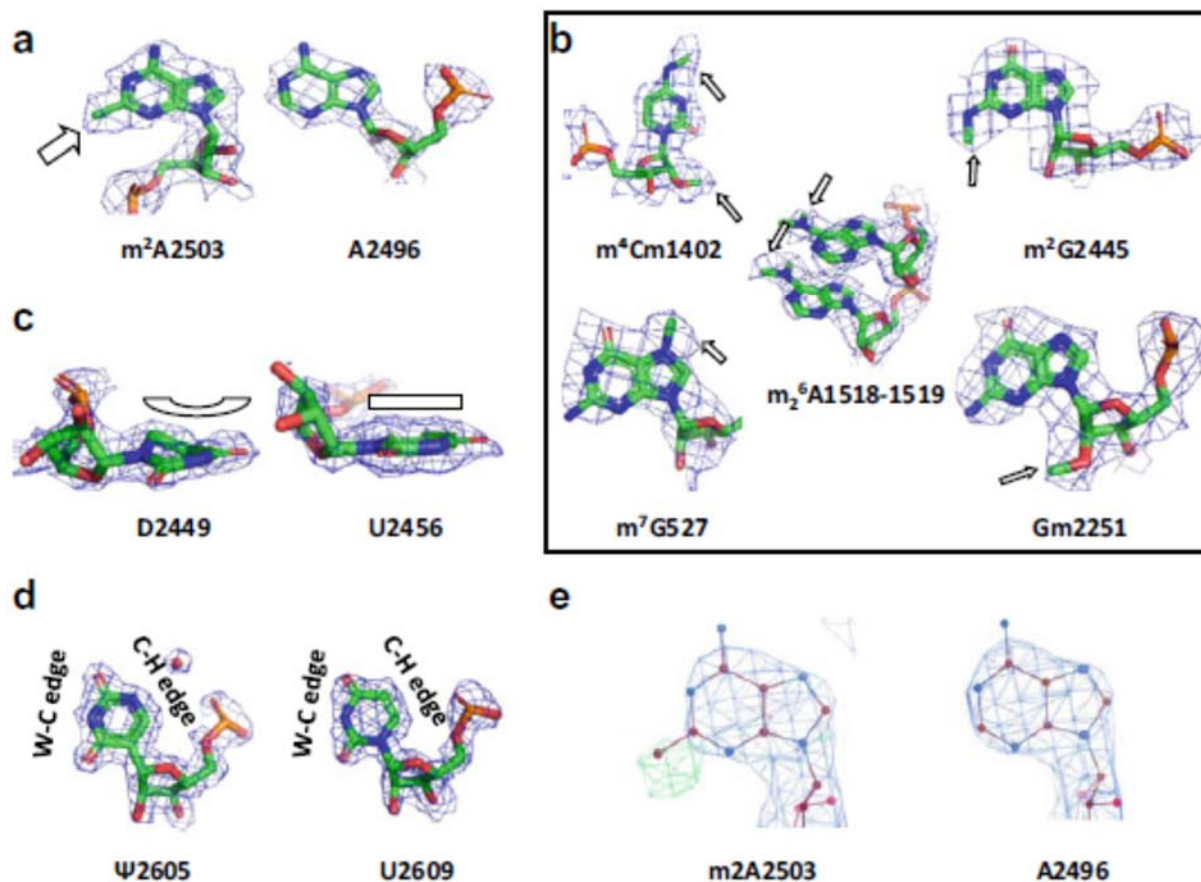 a
b
m²A2503
A2496
m⁴Cm1402
m²G2445
c
m₂⁶A1518-1519
D2449
U2456
m⁷G527
Gm2251
d
e
W-C edge
C-H edge
W-C edge
C-H edge
Ψ2605
U2609
m2A2503
A2496